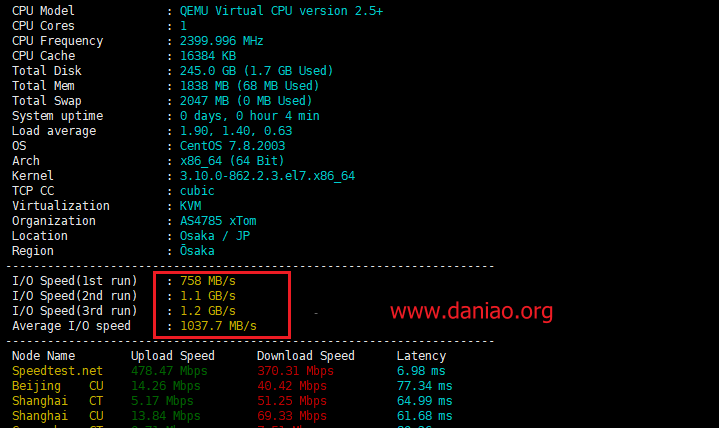 CPU Model : QEMU Virtual CPU version 2.5+
CPU Cores : 1
CPU Frequency : 2399.996 MHz
CPU Cache : 16384 KB
Total Disk : 245.0 GB (1.7 GB Used)
Total Mem : 1838 MB (68 MB Used)
Total Swap : 2047 MB (0 MB Used)
System uptime : 0 days, 0 hour 4 min
Load average : 1.90, 1.40, 0.63
OS : CentOS 7.8.2003
Arch : x86_64 (64 Bit)
Kernel : 3.10.0-862.2.3.el7.x86_64
TCP CC : cubic
Virtualization : KVM
Organization : AS4785 xTom
Location : Osaka / JP
Region : Ōsaka
----------------------------------------------------------------------
I/O Speed(1st run) : 758 MB/s
I/O Speed(2nd run) : 1.1 GB/s
I/O Speed(3rd run) : 1.2 GB/s
Average I/O speed : 1037.7 MB/s
www.daniao.org
----------------------------------------------------------------------
Node Name Upload Speed Download Speed Latency
Speedtest.net 478.47 Mbps 370.31 Mbps 6.98 ms
Beijing CU 14.26 Mbps 40.42 Mbps 77.34 ms
Shanghai CT 5.17 Mbps 51.25 Mbps 64.99 ms
Shanghai CU 13.84 Mbps 69.33 Mbps 61.68 ms